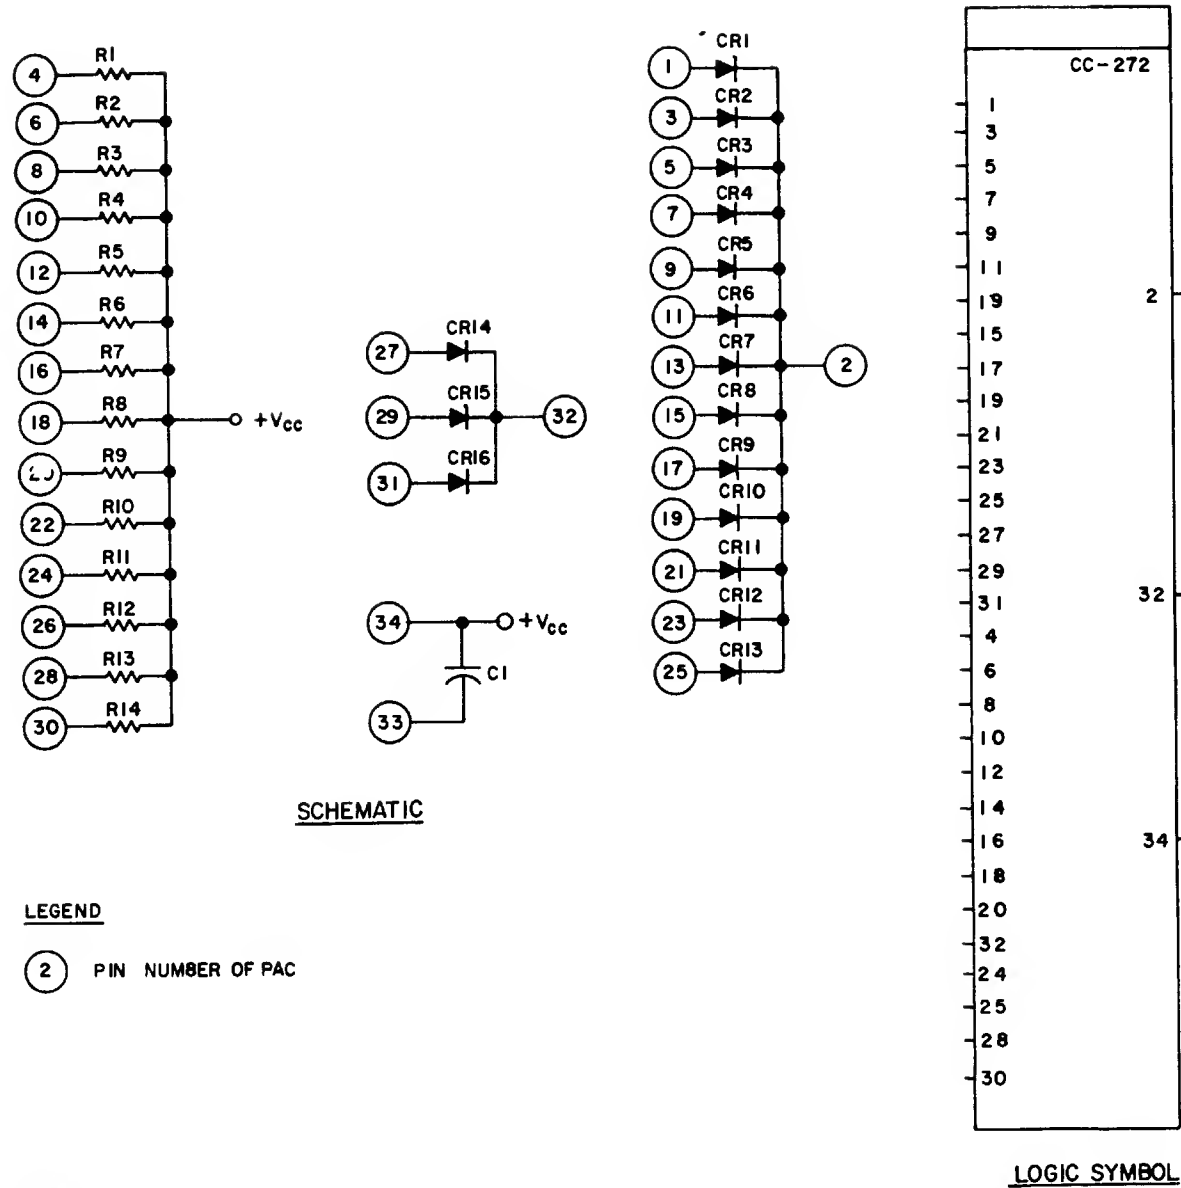 R1
4
R2
6
R3
8
R4
10
R5
12
R6
14
R7
16
R8
18
+Vcc
R9
R10
22
R11
24
R12
26
R13
28
R14
30
CR14
27
CR15
29
32
CR16
31
34
+Vcc
C1
33
CR1
1
CR2
3
CR3
5
CR4
7
CR5
9
CR6
11
CR7
13
2
CR8
15
CR9
17
CR10
19
CR11
21
CR12
23
CR13
25
SCHEMATIC
LEGEND
2 PIN NUMBER OF PAC
CC-272
1
3
5
7
9
11
19
2
15
17
19
21
23
25
27
29
31
32
4
6
8
10
12
14
16
34
18
20
32
24
25
28
30
LOGIC SYMBOL